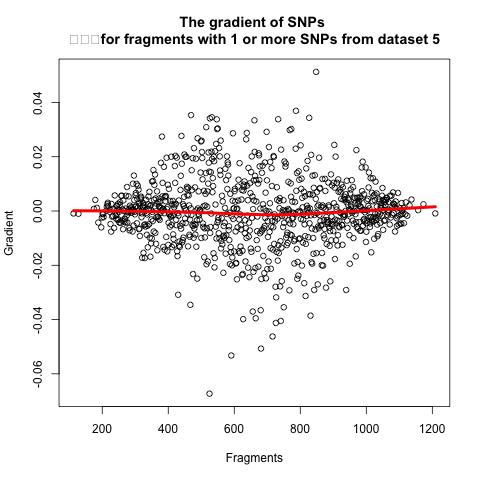 The gradient of SNPs
□□□for fragments with 1 or more SNPs from dataset 5
Gradient
0.04
0.02
0.00
-0.02
-0.04
-0.06
200 400 600 800 1000 1200
Fragments